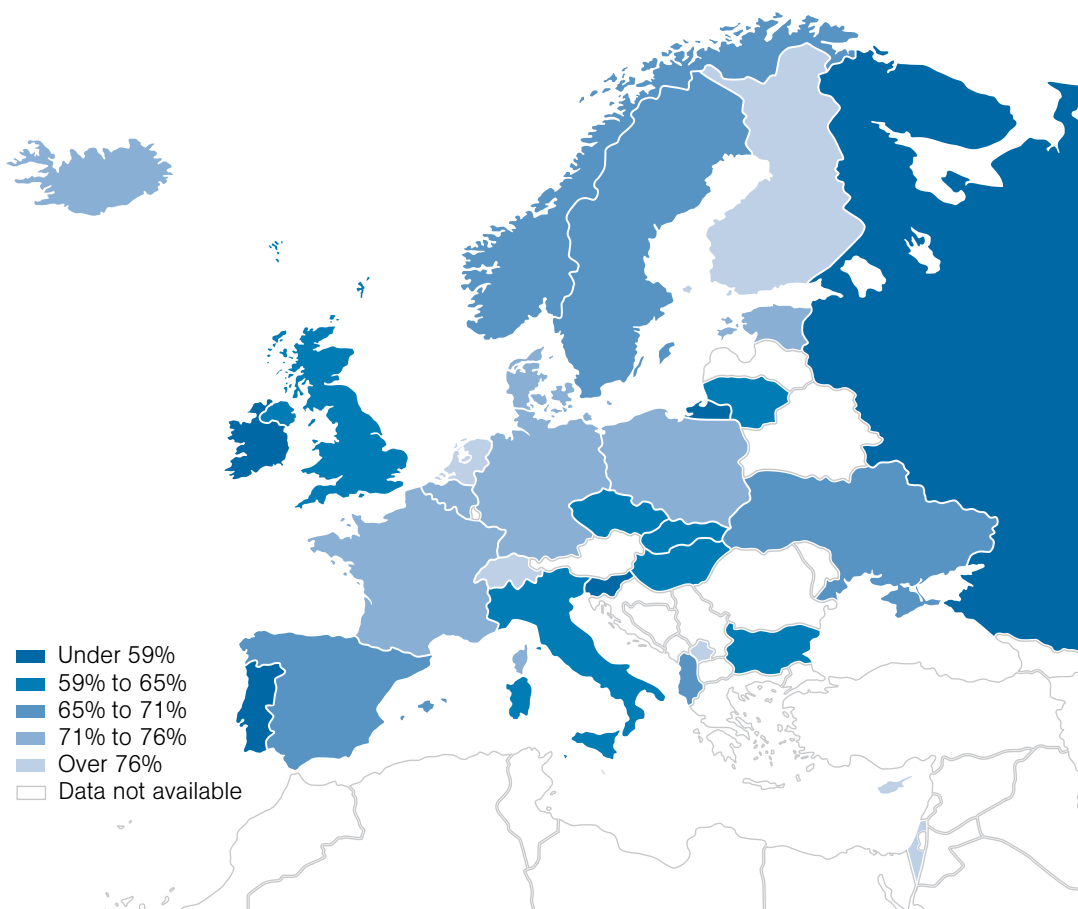 Under 59%
59% to 65%
65% to 71%
71% to 76%
Over 76%
Data not available